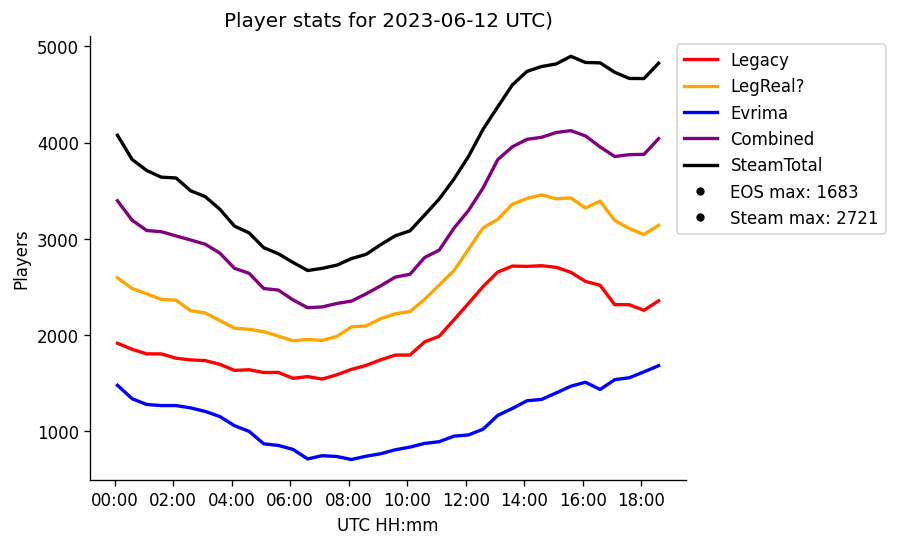 Player stats for 2023-06-12 UTC)
Players
5000
4000
3000
2000
1000
00:00 02:00 04:00 06:00 08:00 10:00 12:00 14:00 16:00 18:00
UTC HH:mm
Legacy
LegReal?
Evrima
Combined
SteamTotal
EOS max: 1683
Steam max: 2721